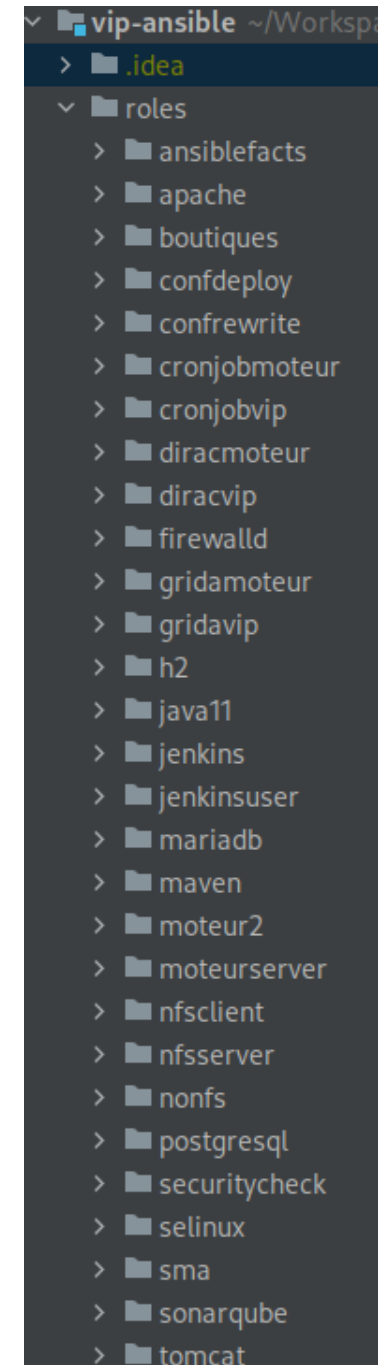 vip-ansible ~/Workspa
.idea
roles
ansiblefacts
apache
boutiques
confdeploy
confrewrite
cronjobmoteur
cronjobvip
diracmoteur
diracvip
firewalld
gridamoteur
gridavip
h2
java11
jenkins
jenkinsuser
mariadb
maven
moteur2
moteurserver
nfsclient
nfsserver
nonfs
postgresql
securitycheck
selinux
sma
sonarqube
tomcat